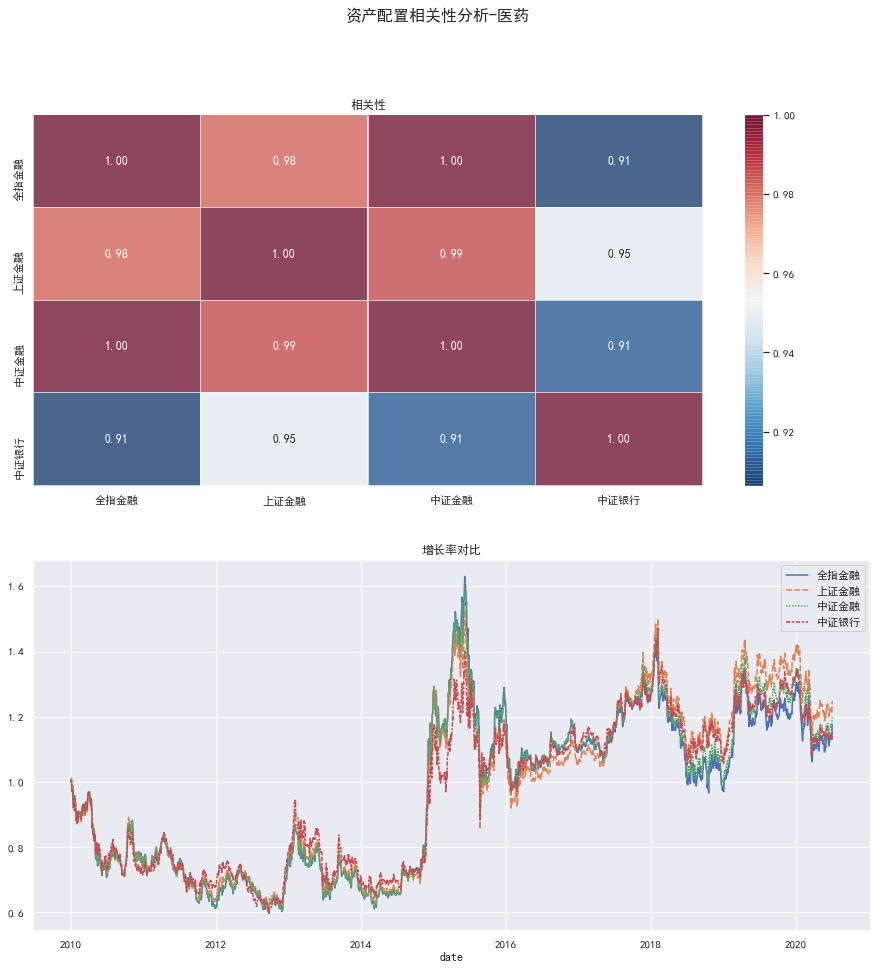 资产配置相关性分析-医药
相关性
全指金融
1.00 0.98 1.00 0.91
上证金融
0.98 1.00 0.99 0.95
中证金融
1.00 0.99 1.00 0.91
中证银行
0.91 0.95 0.91 1.00
全指金融 上证金融 中证金融 中证银行
1.00
0.98
0.96
0.94
0.92
增长率对比
全指金融
上证金融
中证金融
中证银行
1.6
1.4
1.2
1.0
0.8
0.6
2010 2012 2014 2016 2018 2020
date